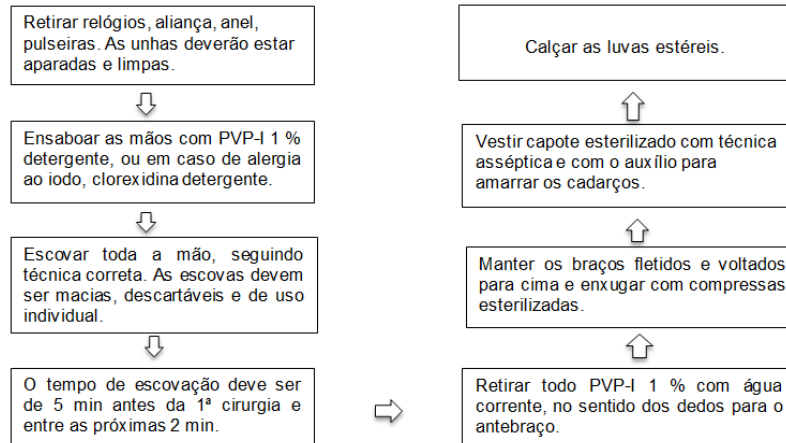 Retirar relógios, aliança, anel,
pulseiras. As unhas deverão estar
aparadas e limpas.
Ensaboar as mãos com PVP-I 1 %
detergente, ou em caso de alergia
ao iodo, clorexidina detergente.
Escovar toda a mão, seguindo
técnica correta. As escovas devem
ser macias, descartáveis e de uso
individual.
O tempo de escovação deve ser
de 5 min antes da 1ª cirurgia e
entre as próximas 2 min.
Retirar todo PVP-I 1 % com água
corrente, no sentido dos dedos para o
antebraço.
Manter os braços fletidos e voltados
para cima e enxugar com compressas
esterilizadas.
Vestir capote esterilizado com técnica
asséptica e com o auxílio para
amarrar os cadarços.
Calçar as luvas estéreis.